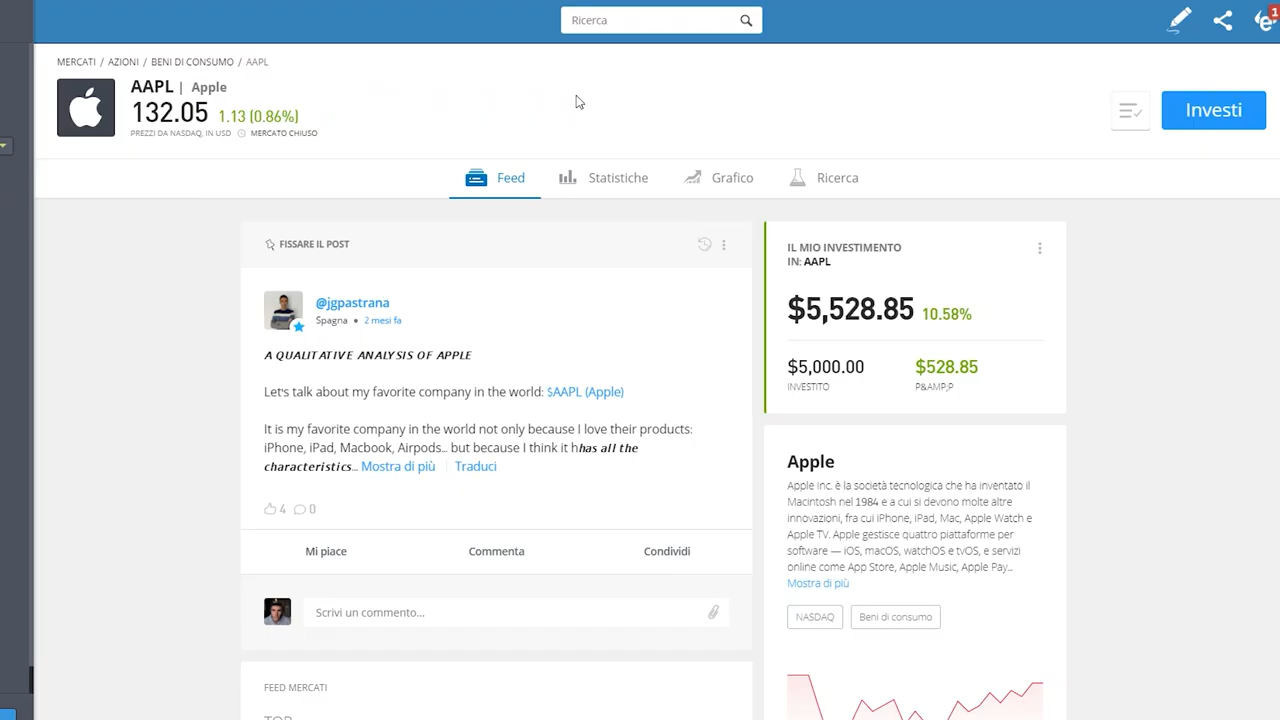 Ricerca
1
MERCATI / AZIONI / BENI DI CONSUMO / AAPL
AAPL | Apple
132.05 1.13 (0.86%)
PREZZI DA NASDAQ, IN USD MERCATO CHIUSO
Investi
Feed
Statistiche
Grafico
Ricerca
FISSARE IL POST
@jgpastrana
Spagna • 2 mesi fa
A QUALITATIVE ANALYSIS OF APPLE
Let's talk about my favorite company in the world: $AAPL (Apple)
It is my favorite company in the world not only because I love their products:
iPhone, iPad, Macbook, Airpods... but because I think it hhas all the
characteristics... Mostra di più Traduci
4 0
Mi piace
Commenta
Condividi
Scrivi un commento...
FEED MERCATI
TOP
IL MIO INVESTIMENTO
IN: AAPL
$5,528.85 10.58%
$5,000.00
INVESTITO
$528.85
P&AMP;P
Apple
Apple Inc. è la società tecnologica che ha inventato il
Macintosh nel 1984 e a cui si devono molte altre
innovazioni, fra cui iPhone, iPad, Mac, Apple Watch e
Apple TV. Apple gestisce quattro piattaforme per
software — iOS, macOS, watchOS e tvOS, e servizi
online come App Store, Apple Music, Apple Pay...
Mostra di più
NASDAQ
Beni di consumo